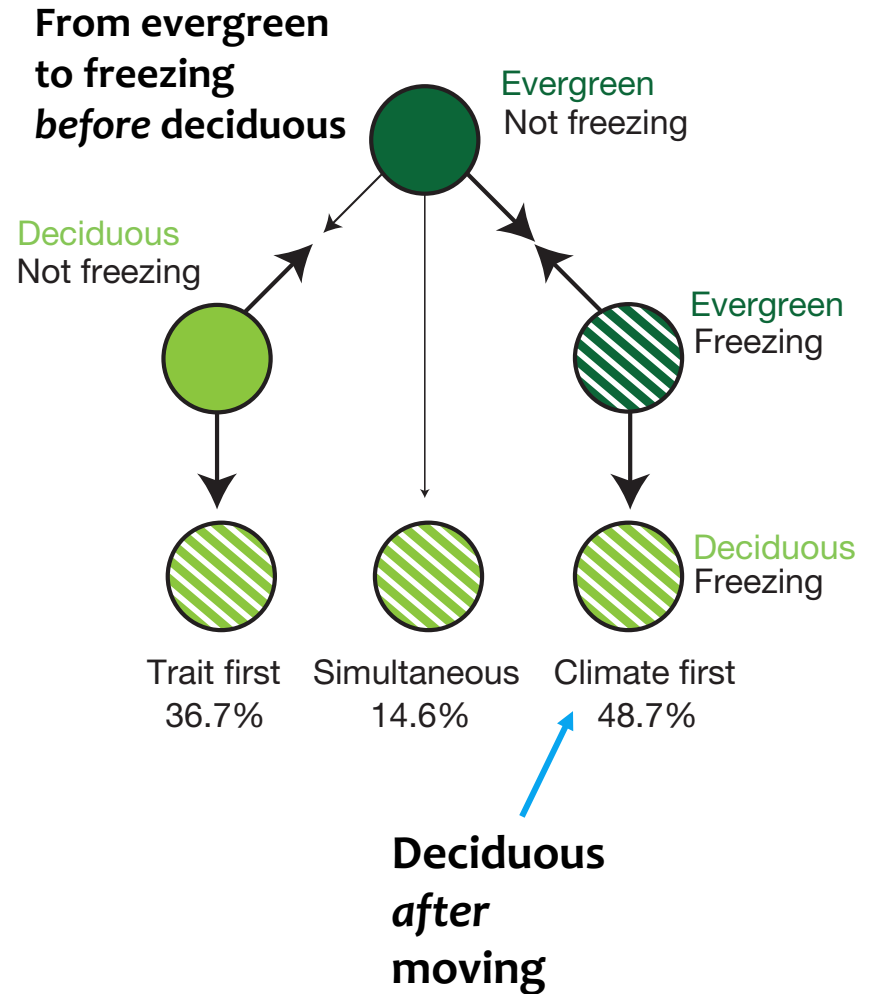 From evergreen
to freezing
before deciduous
Evergreen
Not freezing
Deciduous
Not freezing
Evergreen
Freezing
Deciduous
Freezing
Trait first
36.7%
Simultaneous
14.6%
Climate first
48.7%
Deciduous
after
moving